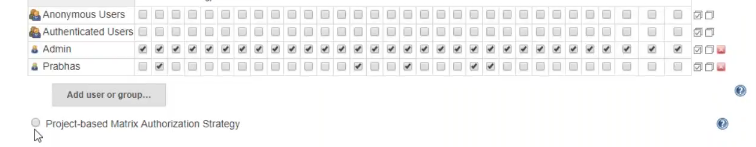 Anonymous Users
Authenticated Users
Admin
Prabhas
Add user or group...
Project-based Matrix Authorization Strategy